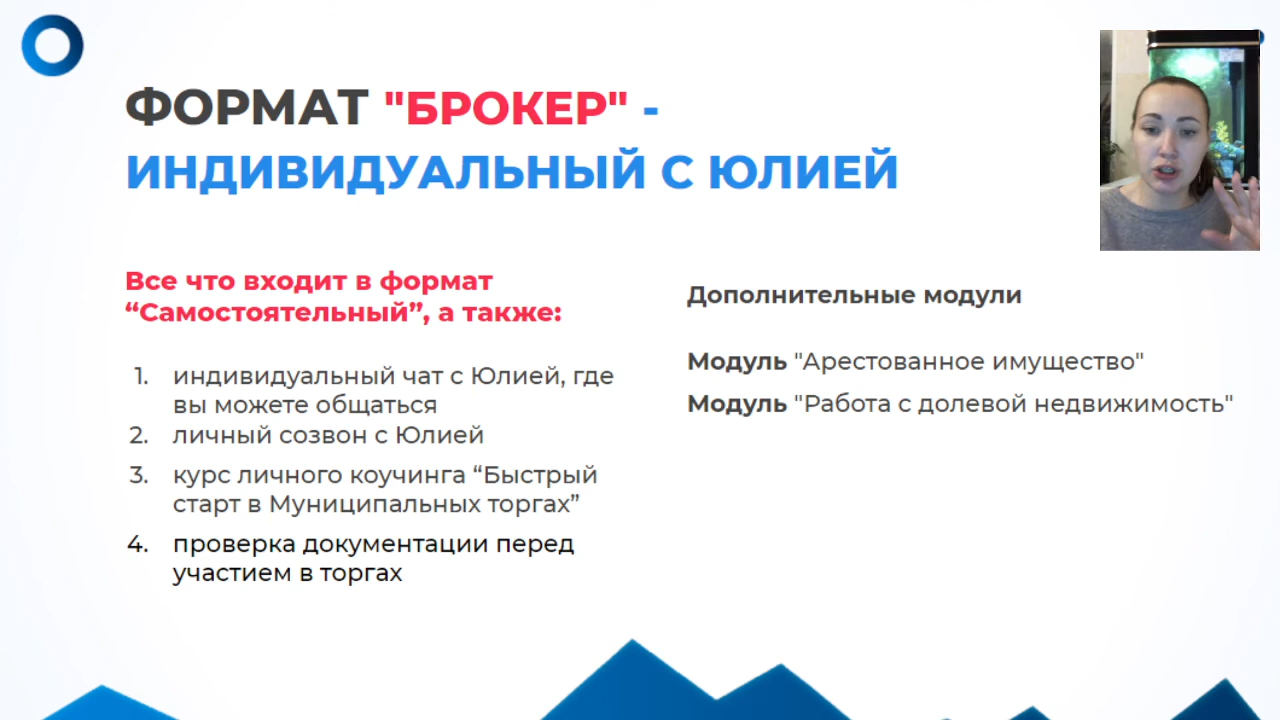 ФОРМАТ "БРОКЕР" -
ИНДИВИДУАЛЬНЫЙ С ЮЛИЕЙ
Все что входит в формат
“Самостоятельный”, а также:
1. индивидуальный чат с Юлией, где
вы можете общаться
2. личный созвон с Юлией
3. курс личного коучинга “Быстрый
старт в Муниципальных торгах”
4. проверка документации перед
участием в торгах
Дополнительные модули
Модуль "Арестованное имущество"
Модуль "Работа с долевой недвижимость"